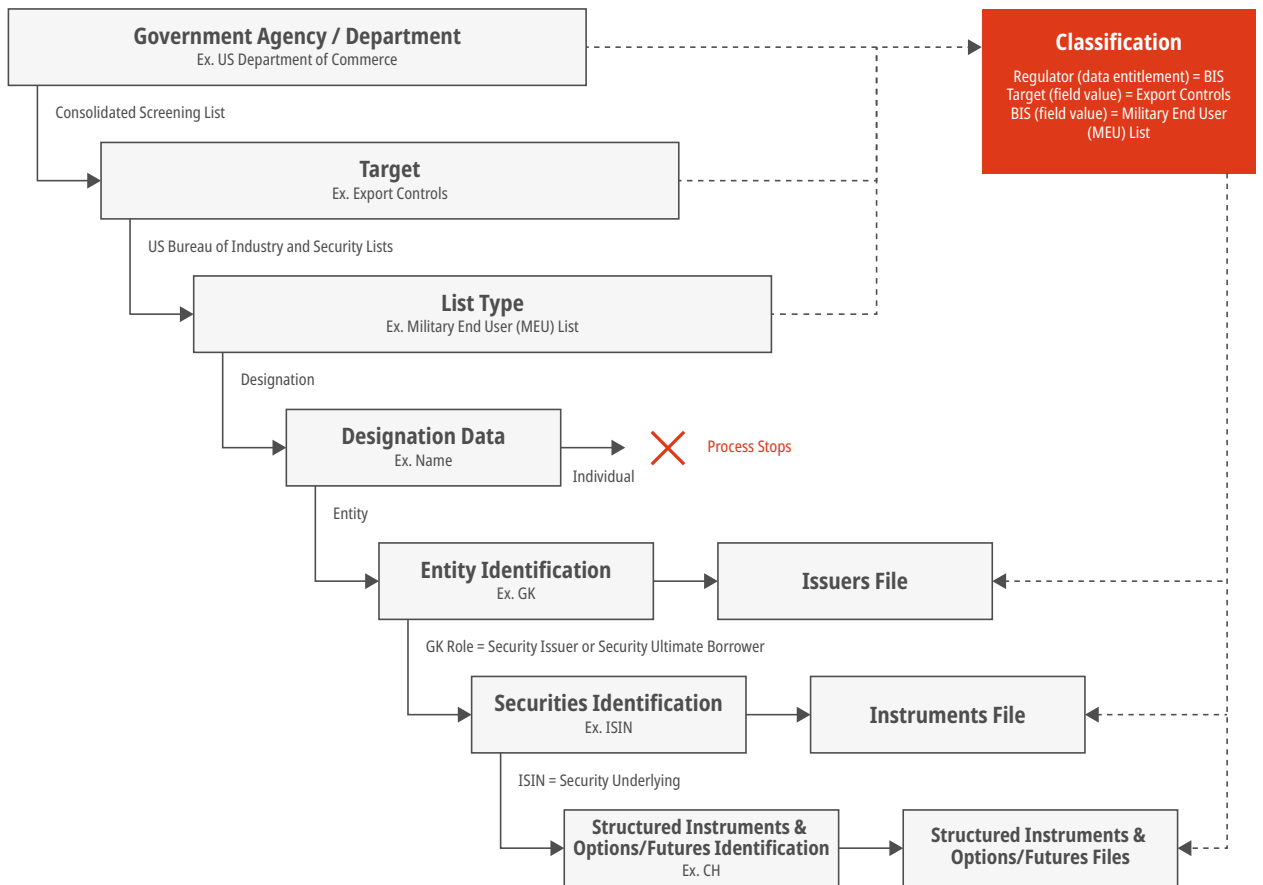 Government Agency / Department
Ex. US Department of Commerce
Classification
Regulator (data entitlement) = BIS
Target (field value) = Export Controls
BIS (field value) = Military End User
(MEU) List
Consolidated Screening List
Target
Ex. Export Controls
US Bureau of Industry and Security Lists
List Type
Ex. Military End User (MEU) List
Designation
Designation Data
Ex. Name
Process Stops
Individual
Entity
Entity Identification
Ex. GK
Issuers File
GK Role = Security Issuer or Security Ultimate Borrower
Securities Identification
Ex. ISIN
Instruments File
ISIN = Security Underlying
Structured Instruments &
Options/Futures Identification
Ex. CH
Structured Instruments &
Options/Futures Files